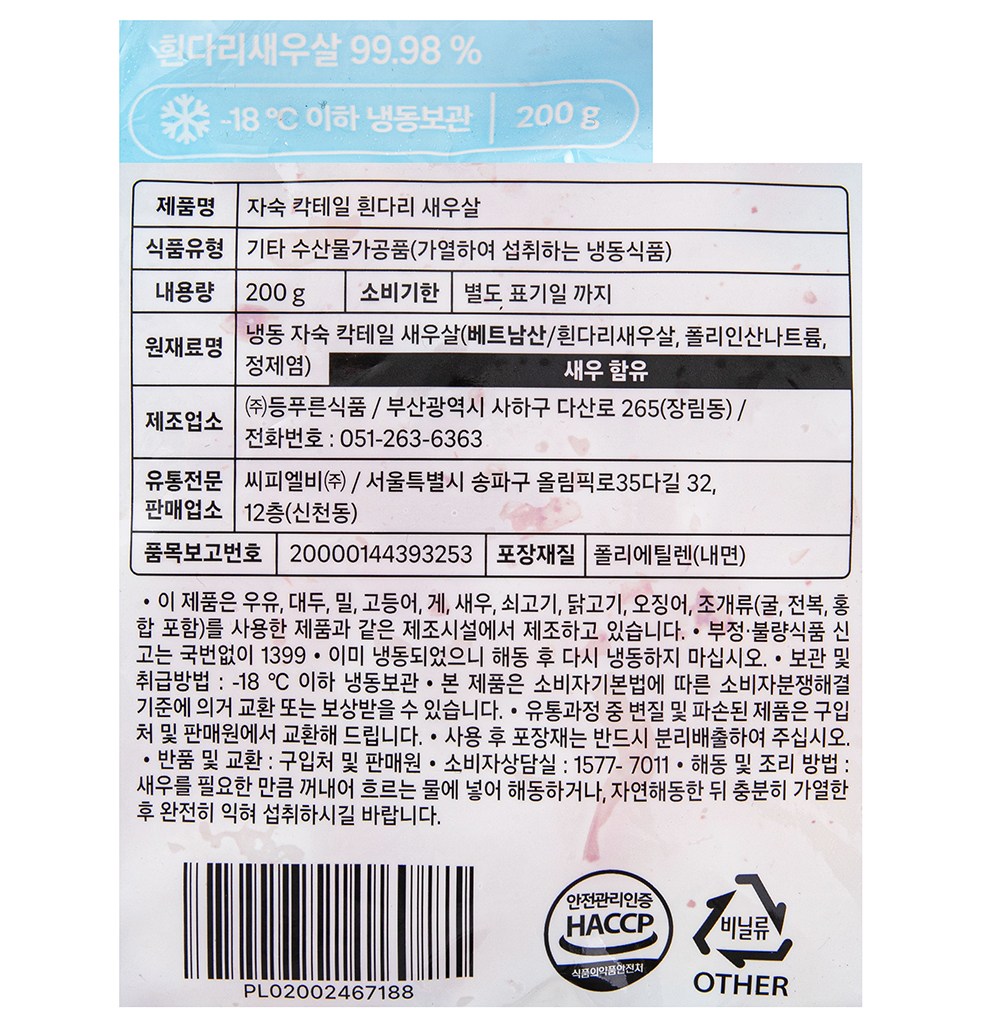 흰다리새우살 99.98 %
-18 ℃ 이하 냉동보관 200 g
제품명 자숙 칵테일 흰다리 새우살
식품유형 기타 수산물가공품(가열하여 섭취하는 냉동식품)
내용량 200 g 소비기한 별도 표기일 까지
원재료명 냉동 자숙 칵테일 새우살(베트남산/흰다리새우살, 폴리인산나트륨,
정제염) 새우 함유
제조업소 ㈜등푸른식품 / 부산광역시 사하구 다산로 265(장림동) /
전화번호 : 051-263-6363
유통전문
판매업소
씨피엘비㈜ / 서울특별시 송파구 올림픽로35다길 32,
12층(신천동)
품목보고번호 20000144393253 포장재질 폴리에틸렌(내면)
• 이 제품은 우유, 대두, 밀, 고등어, 게, 새우, 쇠고기, 닭고기, 오징어, 조개류(굴, 전복, 홍
합 포함)를 사용한 제품과 같은 제조시설에서 제조하고 있습니다. • 부정·불량식품 신
고는 국번없이 1399 • 이미 냉동되었으니 해동 후 다시 냉동하지 마십시오. • 보관 및
취급방법 : -18 ℃ 이하 냉동보관 • 본 제품은 소비자기본법에 따른 소비자분쟁해결
기준에 의거 교환 또는 보상받을 수 있습니다. • 유통과정 중 변질 및 파손된 제품은 구입
처 및 판매원에서 교환해 드립니다. • 사용 후 포장재는 반드시 분리배출하여 주십시오.
• 반품 및 교환 : 구입처 및 판매원 • 소비자상담실 : 1577- 7011 • 해동 및 조리 방법 :
새우를 필요한 만큼 꺼내어 흐르는 물에 넣어 해동하거나, 자연해동한 뒤 충분히 가열한
후 완전히 익혀 섭취하시길 바랍니다.
PL02002467188
안전관리인증
HACCP
식품의약품안전처
비닐류
OTHER